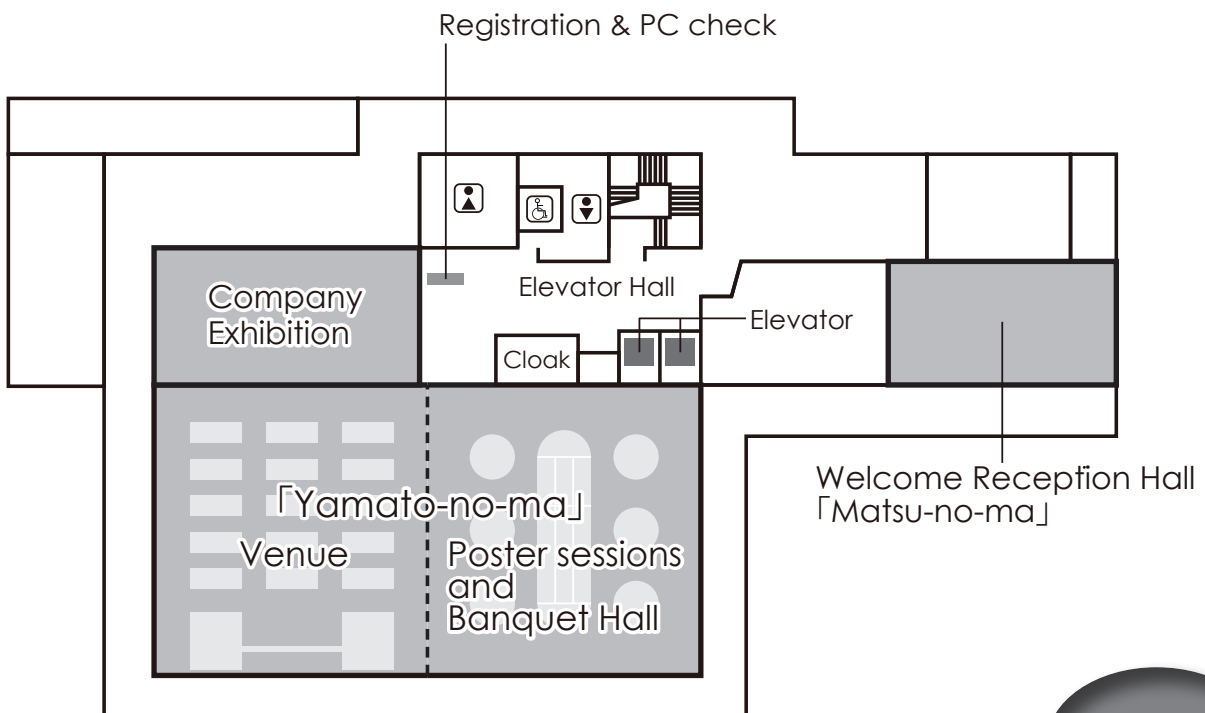 Registration & PC check
Company
Exhibition
Elevator Hall
Elevator
Cloak
「Yamato-no-ma」
Venue
Poster sessions
and
Banquet Hall
Welcome Reception Hall
「Matsu-no-ma」